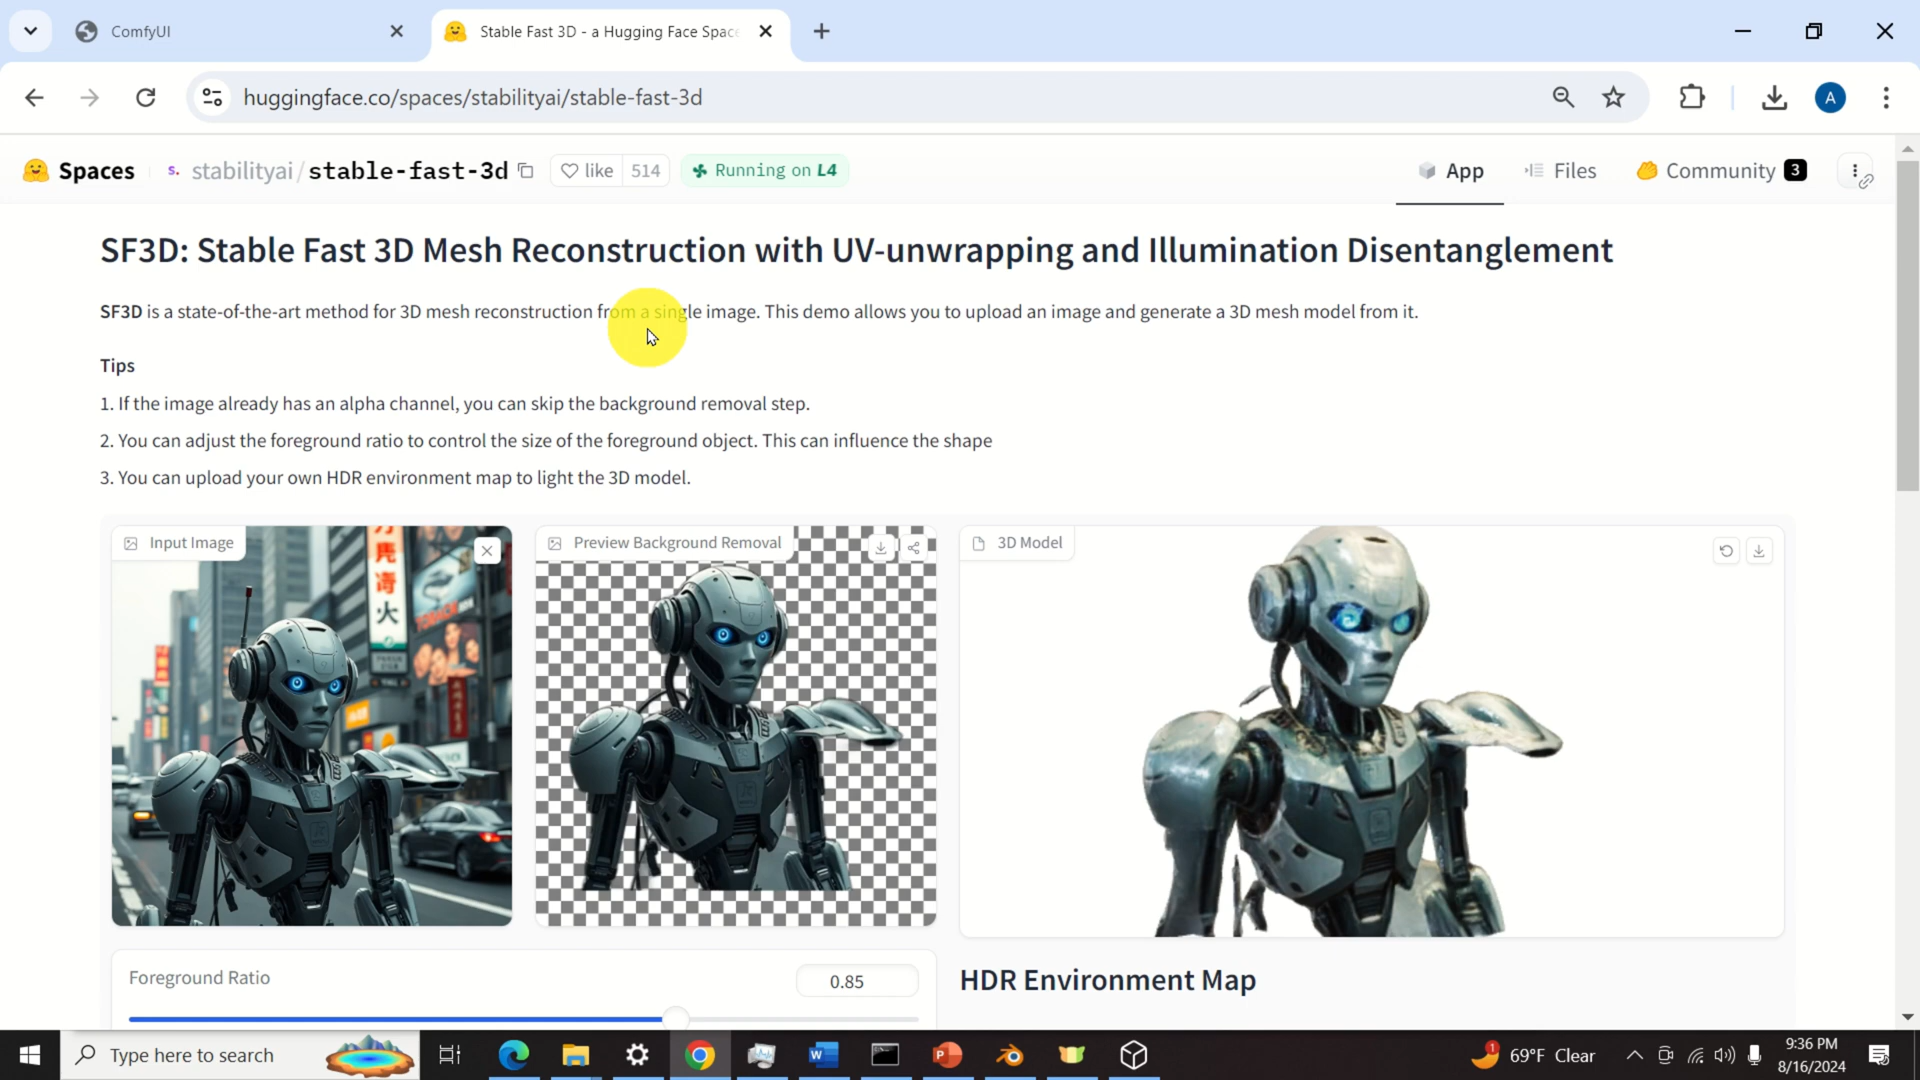 ComfyUI
Stable Fast 3D - a Hugging Face Spac
huggingface.co/spaces/stabilityai/stable-fast-3d
A
Spaces
s. stabilityai/stable-fast-3d
like 514
Running on L4
App
Files
Community 3
SF3D: Stable Fast 3D Mesh Reconstruction with UV-unwrapping and Illumination Disentanglement
SF3D is a state-of-the-art method for 3D mesh reconstruction from a single image. This demo allows you to upload an image and generate a 3D mesh model from it.
Tips
1. If the image already has an alpha channel, you can skip the background removal step.
2. You can adjust the foreground ratio to control the size of the foreground object. This can influence the shape
3. You can upload your own HDR environment map to light the 3D model.
Input Image
Preview Background Removal
3D Model
Foreground Ratio
0.85
HDR Environment Map
Type here to search
1
69°F Clear
9:36 PM
8/16/2024